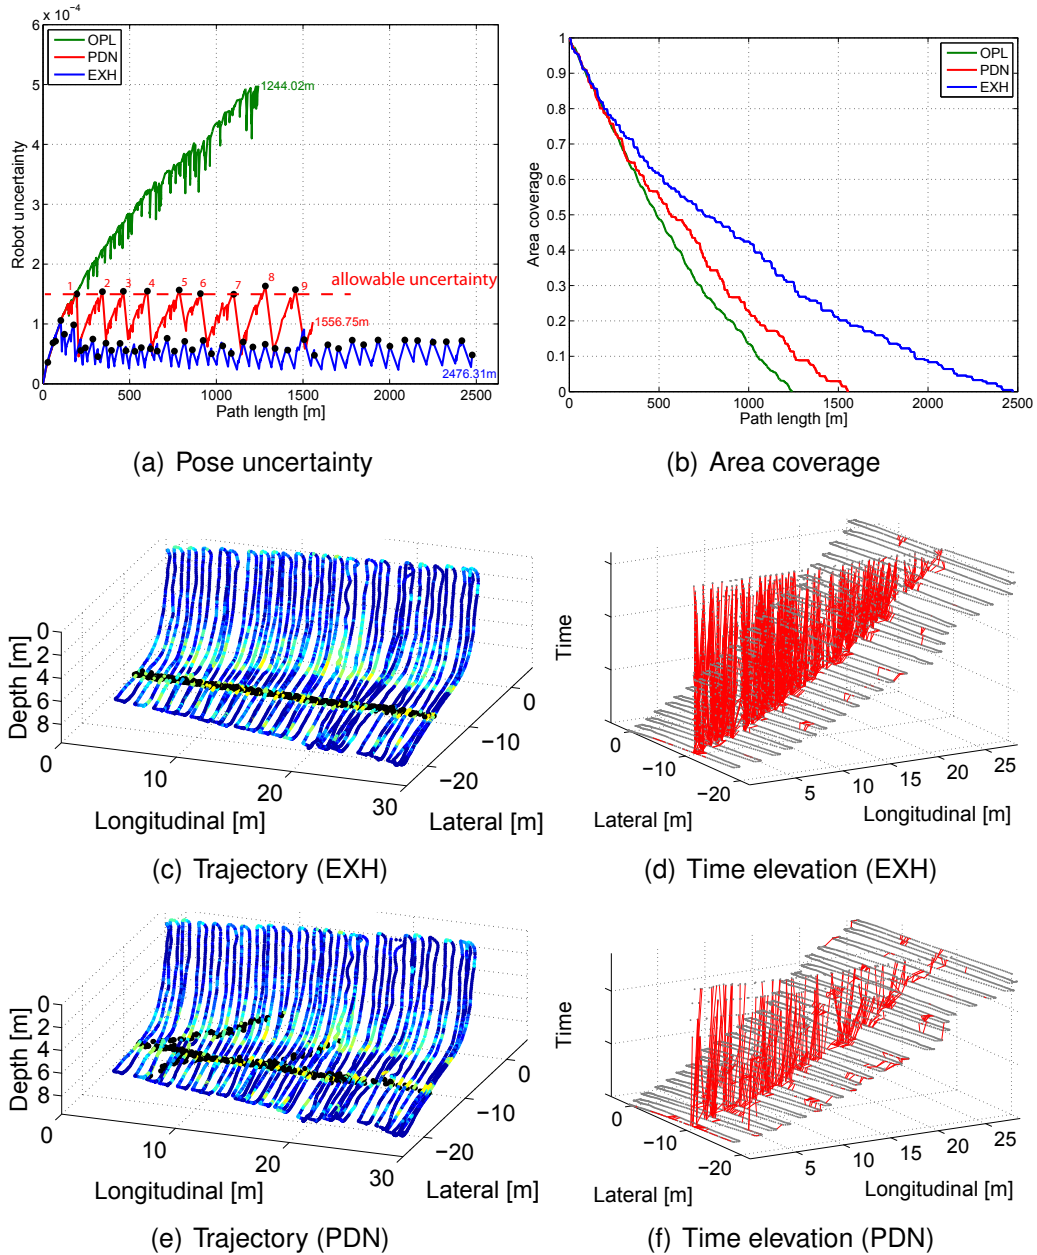 x 10⁻⁴
6
5
4
3
2
1
0
Robot uncertainty
OPL
PDN
EXH
1244.02m
allowable uncertainty
1 2 3 4 5 6 7 8 9
1556.75m
2476.31m
0 500 1000 1500 2000 2500
Path length [m]
(a) Pose uncertainty
1
0.9
0.8
0.7
0.6
0.5
0.4
0.3
0.2
0.1
0
Area coverage
OPL
PDN
EXH
0 500 1000 1500 2000 2500
Path length [m]
(b) Area coverage
0
2
4
6
8
Depth [m]
0
10
20
30
Longitudinal [m]
0
−10
−20
Lateral [m]
(c) Trajectory (EXH)
Time
0
−10
−20
Lateral [m]
5 10 15 20 25
Longitudinal [m]
(d) Time elevation (EXH)
0
2
4
6
8
Depth [m]
0
10
20
30
Longitudinal [m]
0
−10
−20
Lateral [m]
(e) Trajectory (PDN)
Time
0
−10
−20
Lateral [m]
5 10 15 20 25
Longitudinal [m]
(f) Time elevation (PDN)